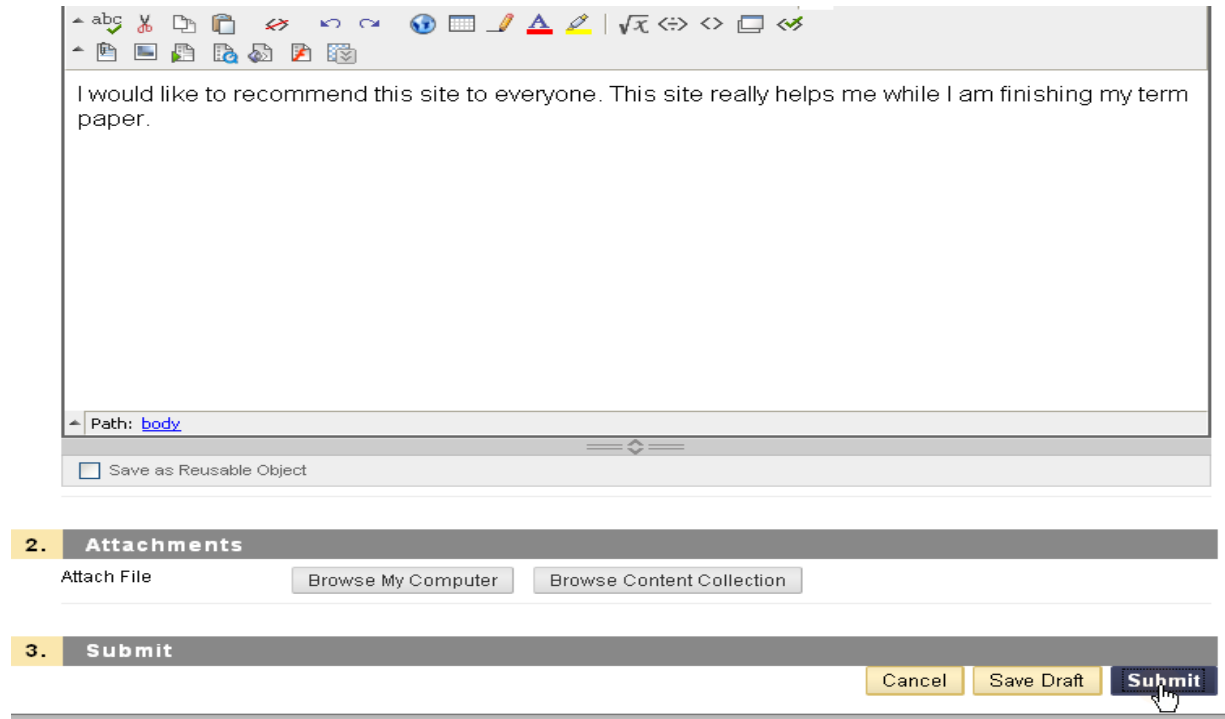 abc
I would like to recommend this site to everyone. This site really helps me while I am finishing my term
paper.
Path: body
Save as Reusable Object
2. Attachments
Attach File Browse My Computer Browse Content Collection
3. Submit
Cancel Save Draft Submit